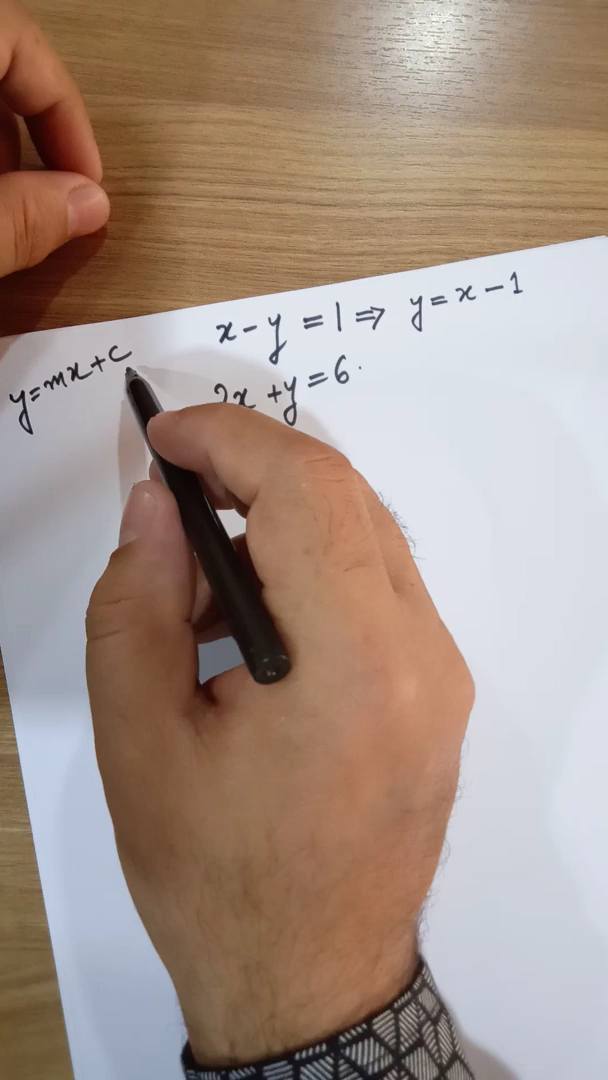 x-y=1⇒ y=x-1
y=mx+c
2x+y=6.